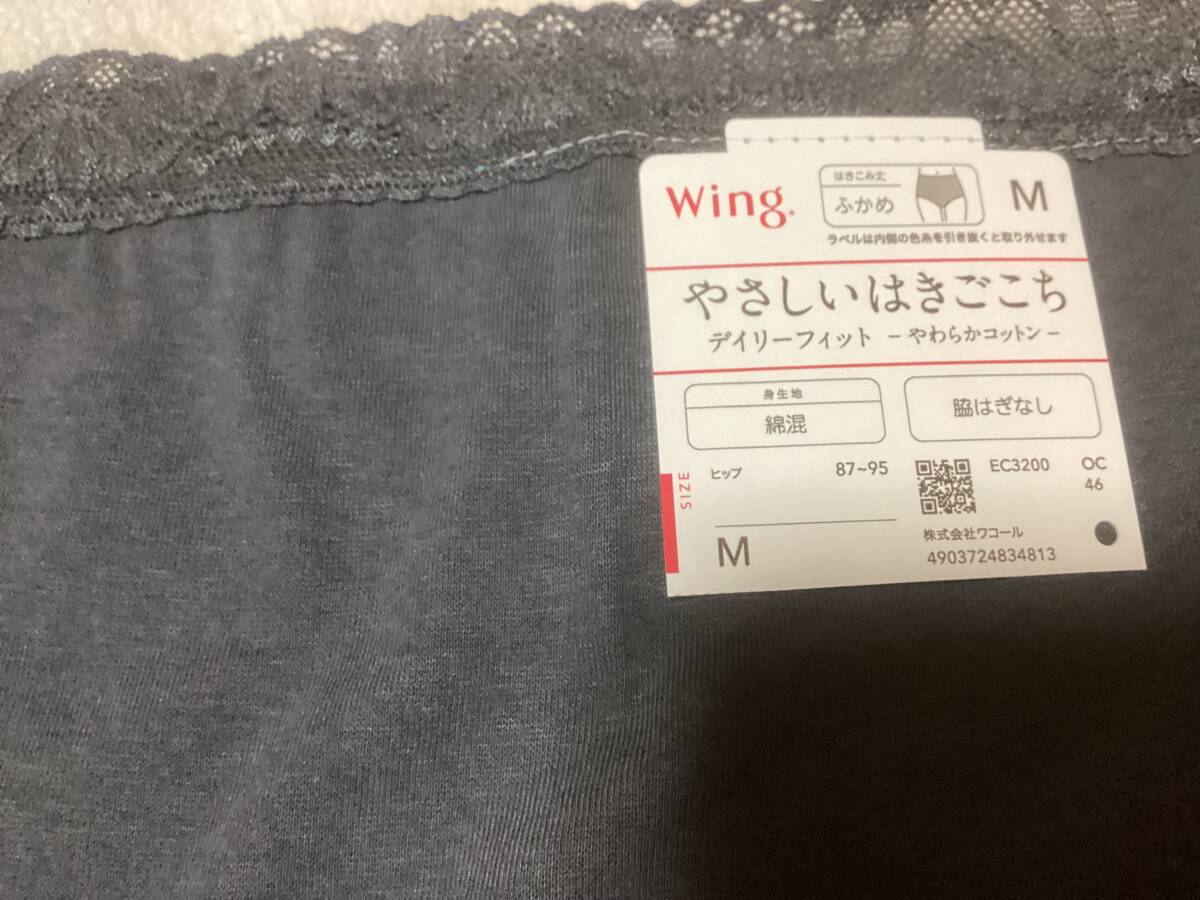 Wing.
はきこみ丈
ふかめ
M
ラベルは内側の色糸を引き抜くと取り外せます
やさしいはきごこち
デイリーフィット －やわらかコットン－
身生地
綿混
脇はぎなし
SIZE
ヒップ 87~95
M
EC3200 OC
46
株式会社ワコール
4903724834813